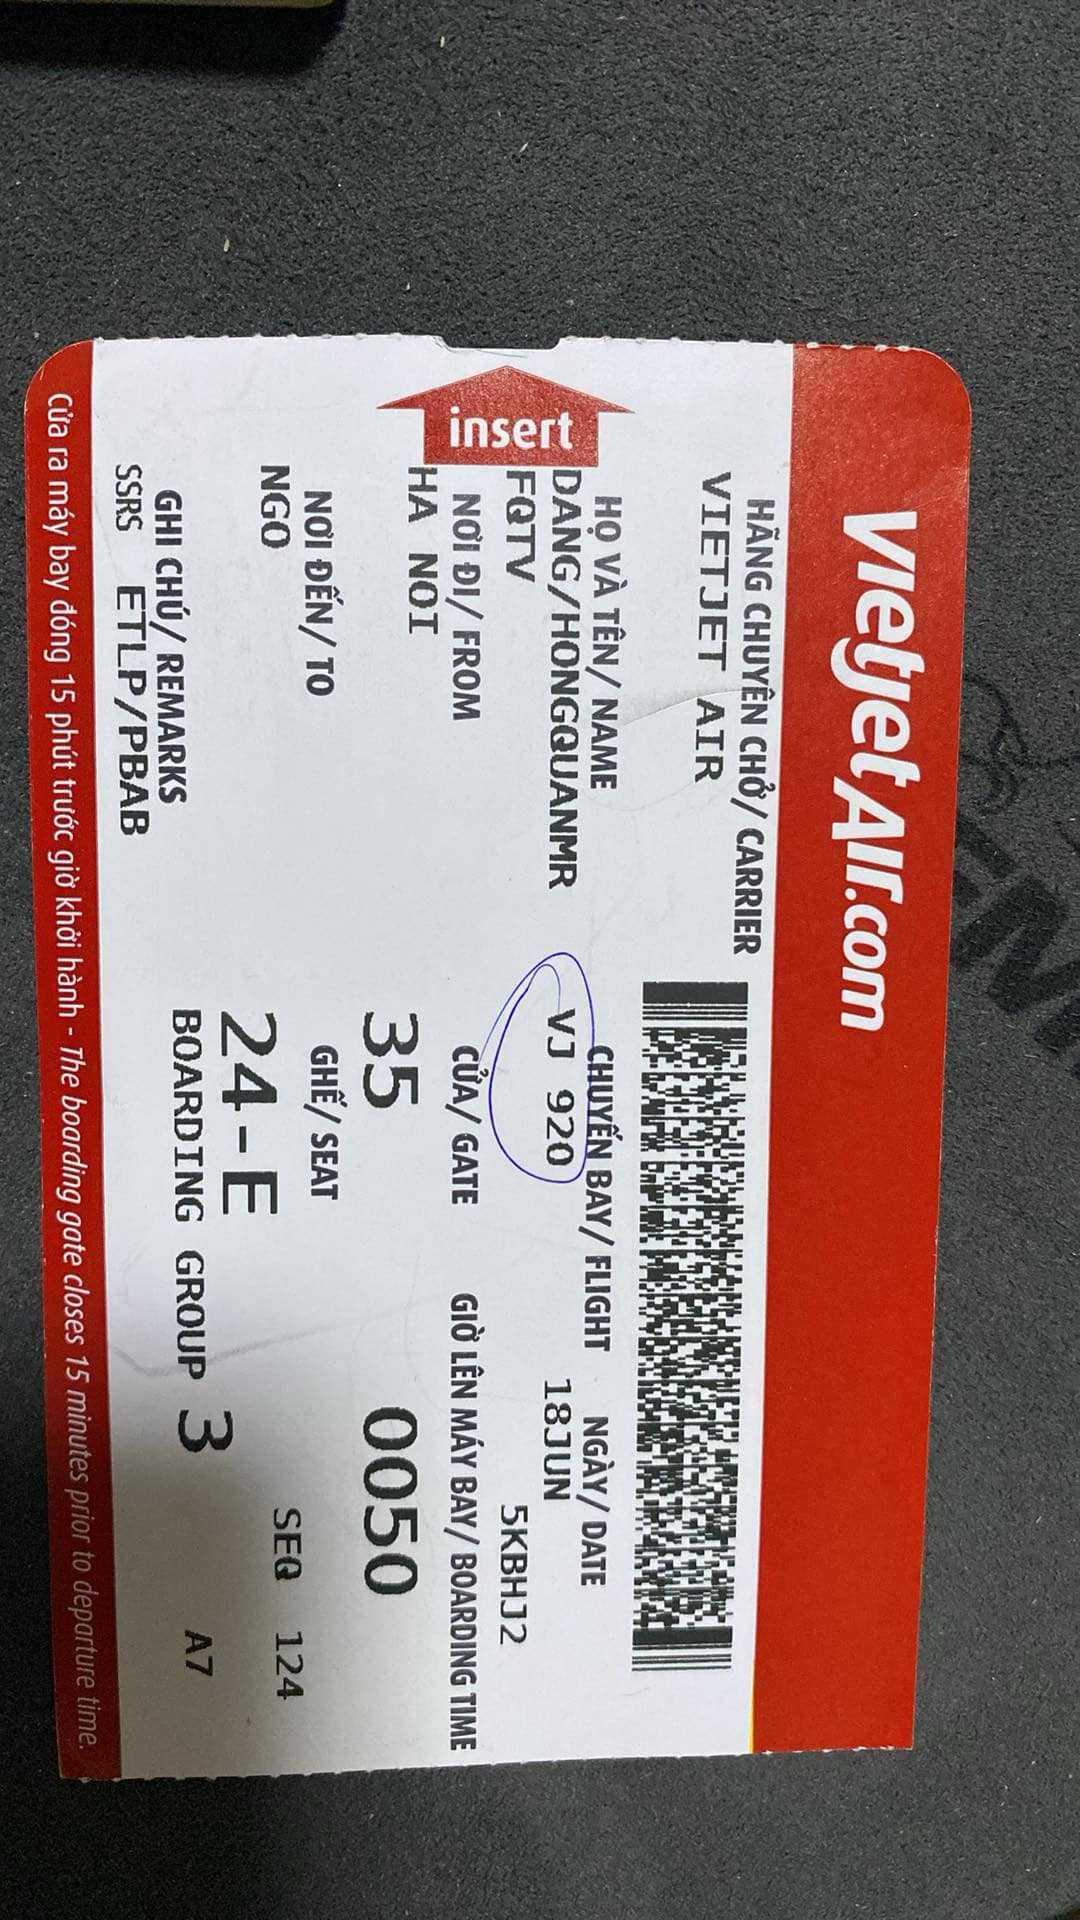 vietjetAir.com
HÃNG CHUYÊN CHỞ/ CARRIER
VIETJET AIR
HỌ VÀ TÊN/ NAME
DANG/HONGQUANMR
FQTV
CHUYẾN BAY/ FLIGHT
VJ 920
NGÀY/ DATE
18JUN
5KBHJ2
NƠI ĐI/ FROM
HA NOI
CỬA/ GATE
35
GIỜ LÊN MÁY BAY/ BOARDING TIME
0050
NƠI ĐẾN/ TO
NGO
GHẾ/ SEAT
24-E
SEQ 124
GHI CHÚ/ REMARKS
SSRS ETLP/PBAB
BOARDING GROUP 3
A7
insert
Cửa ra máy bay đóng 15 phút trước giờ khởi hành - The boarding gate closes 15 minutes prior to departure time.